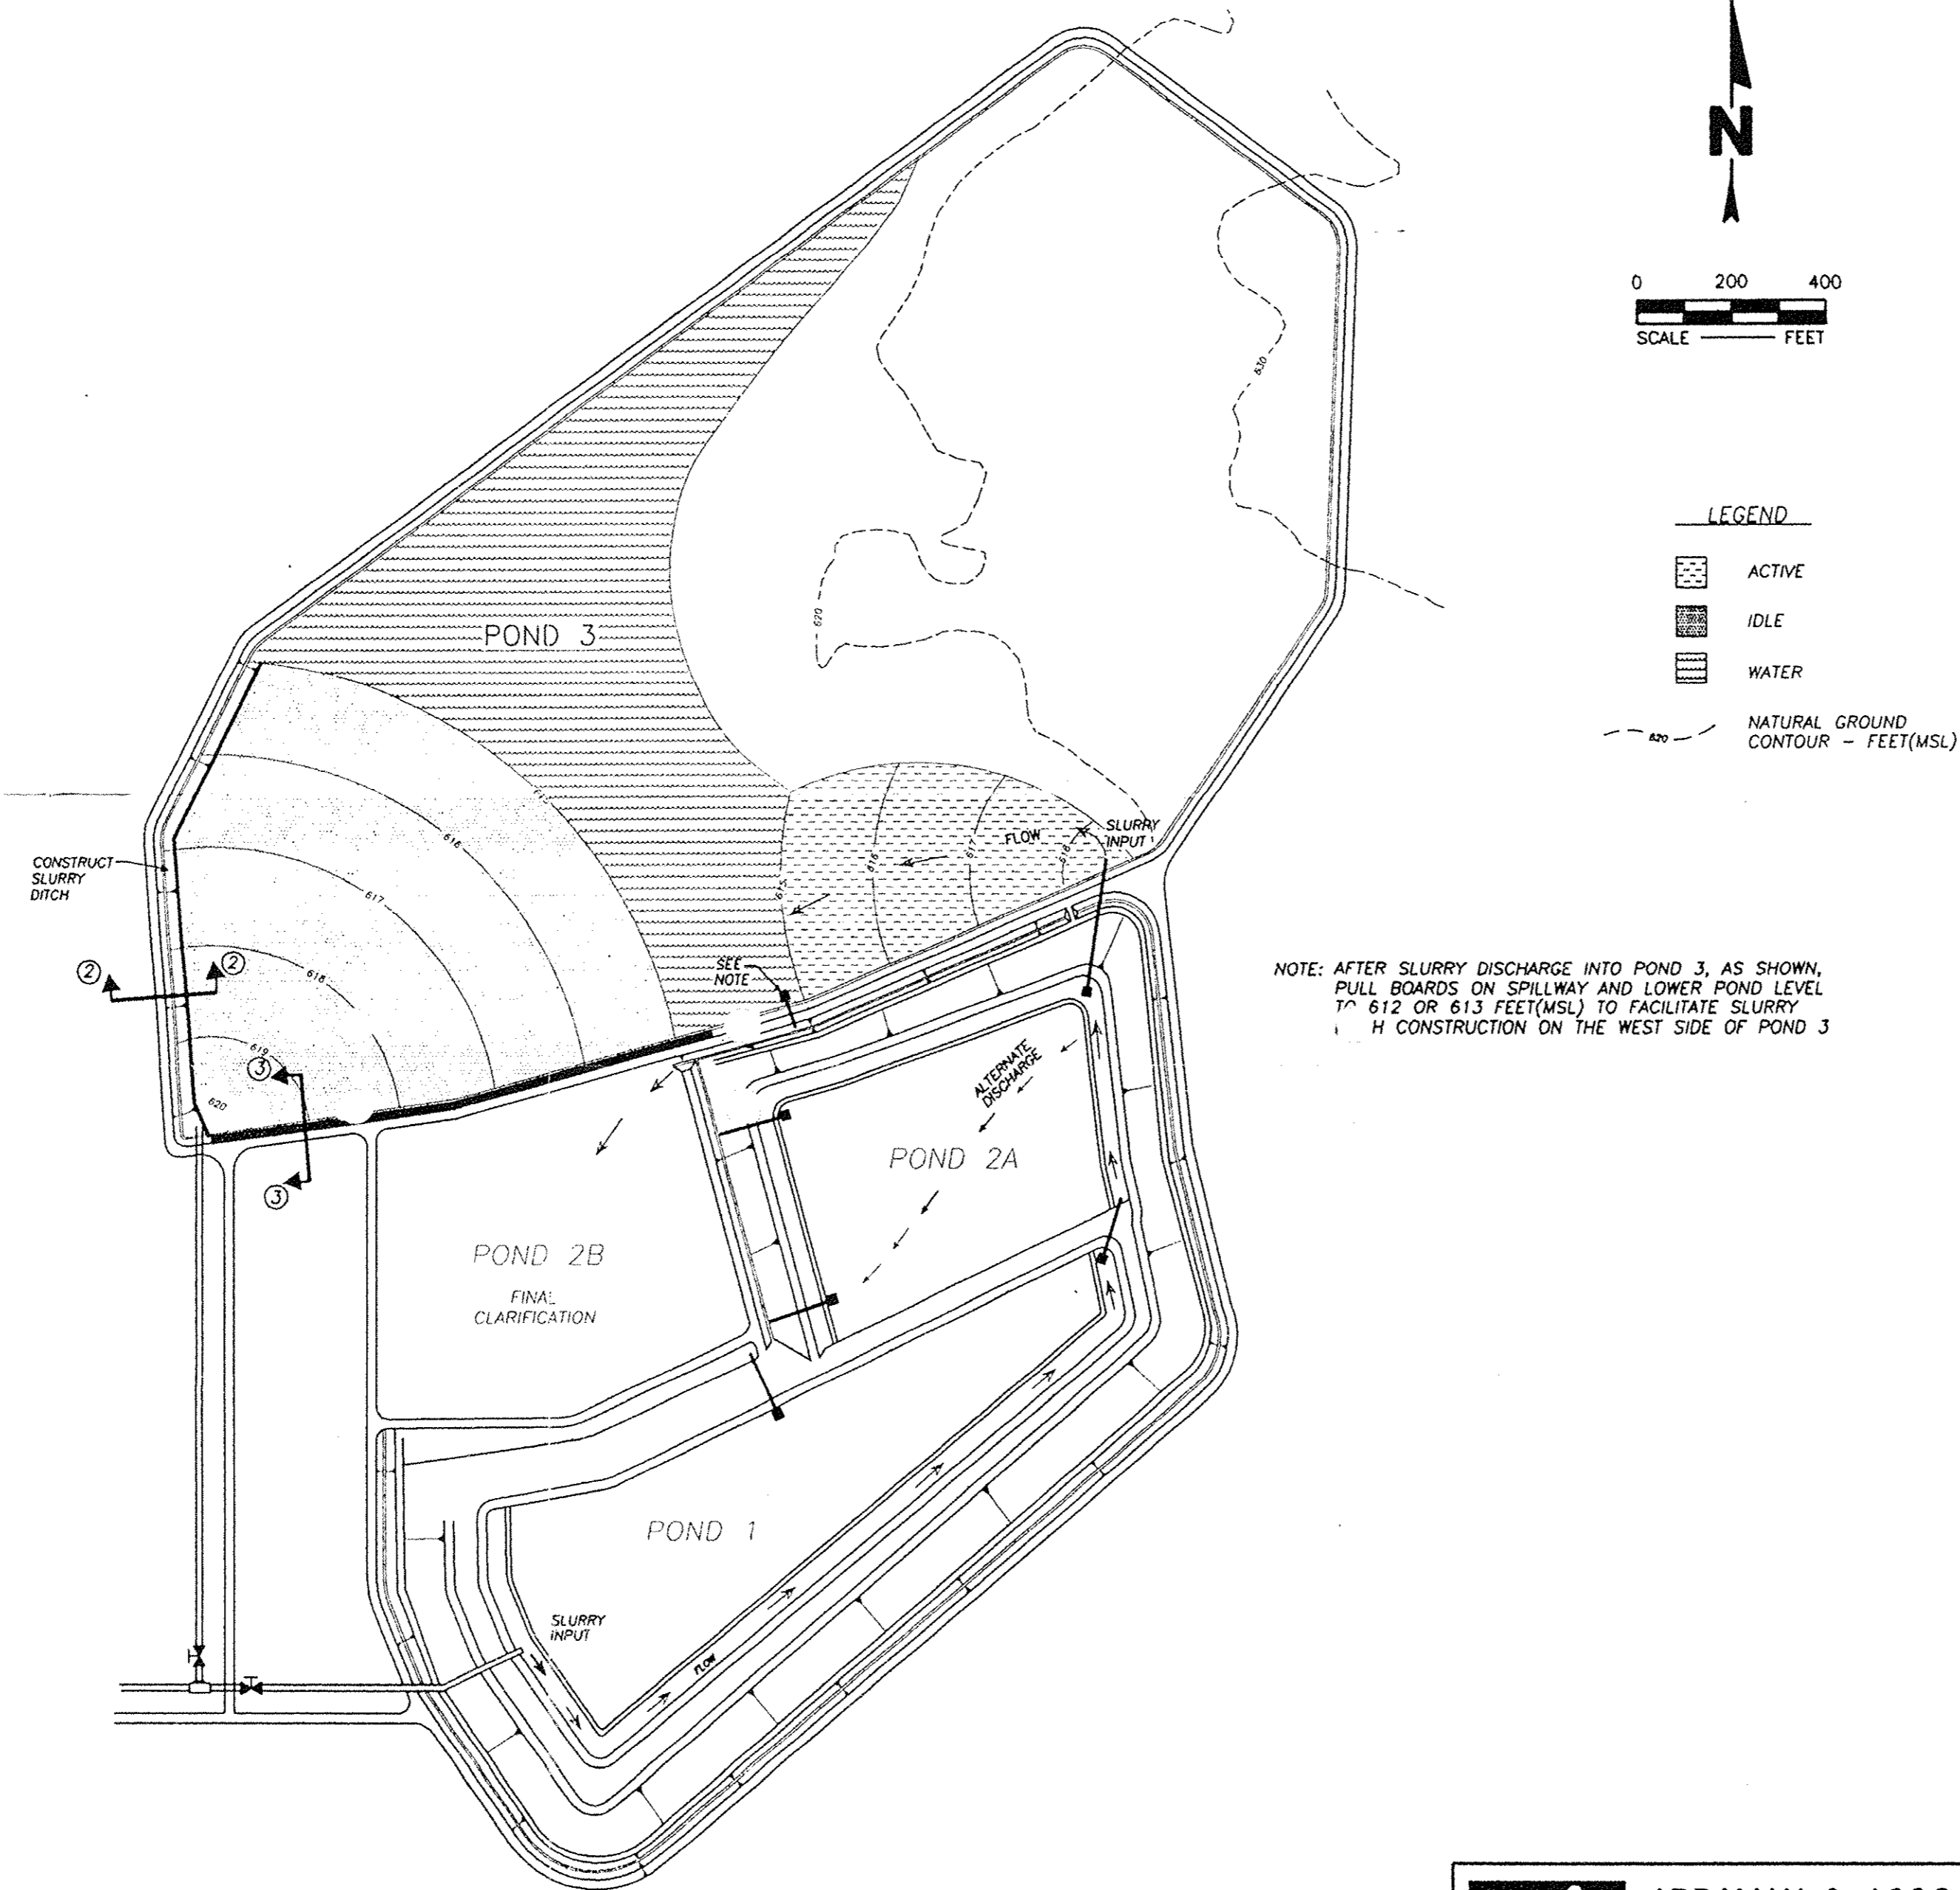 N
0 200 400
SCALE FEET
LEGEND
ACTIVE
IDLE
WATER
620
NATURAL GROUND
CONTOUR - FEET(MSL)
630
620
POND 3
616
617
618
619
620
615
616
617
618
FLOW
SLURRY
INPUT
CONSTRUCT
SLURRY
DITCH
2
2
3
3
SEE
NOTE
NOTE: AFTER SLURRY DISCHARGE INTO POND 3, AS SHOWN,
PULL BOARDS ON SPILLWAY AND LOWER POND LEVEL
612 OR 613 FEET(MSL) TO FACILITATE SLURRY
H CONSTRUCTION ON THE WEST SIDE OF POND 3
ALTERNATE
DISCHARGE
POND 2A
POND 2B
FINAL
CLARIFICATION
POND 1
SLURRY
INPUT
FLOW